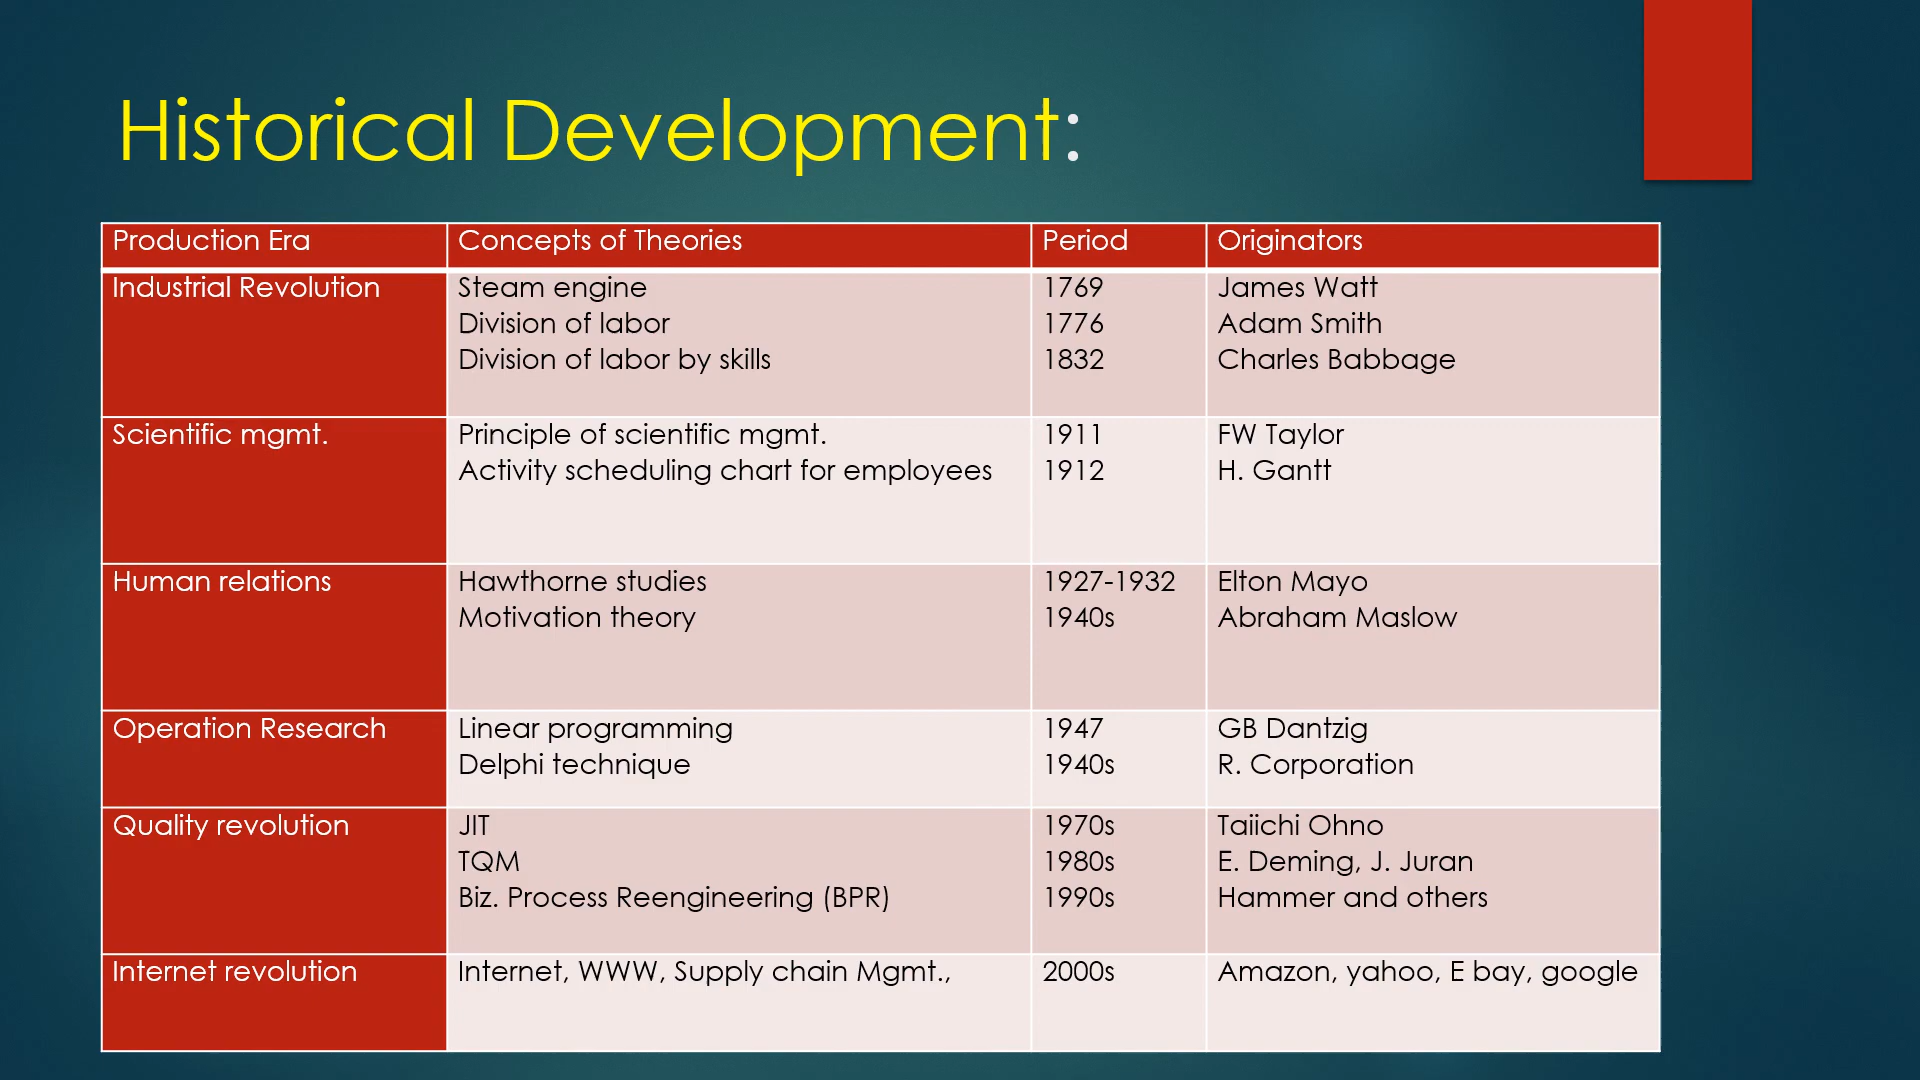 Historical Development:
Production Era Concepts of Theories Period Originators
Industrial Revolution Steam engine 1769 James Watt
Division of labor 1776 Adam Smith
Division of labor by skills 1832 Charles Babbage
Scientific mgmt. Principle of scientific mgmt. 1911 FW Taylor
Activity scheduling chart for employees 1912 H. Gantt
Human relations Hawthorne studies 1927-1932 Elton Mayo
Motivation theory 1940s Abraham Maslow
Operation Research Linear programming 1947 GB Dantzig
Delphi technique 1940s R. Corporation
Quality revolution JIT 1970s Taiichi Ohno
TQM 1980s E. Deming, J. Juran
Biz. Process Reengineering (BPR) 1990s Hammer and others
Internet revolution Internet, WWW, Supply chain Mgmt., 2000s Amazon, yahoo, E bay, google